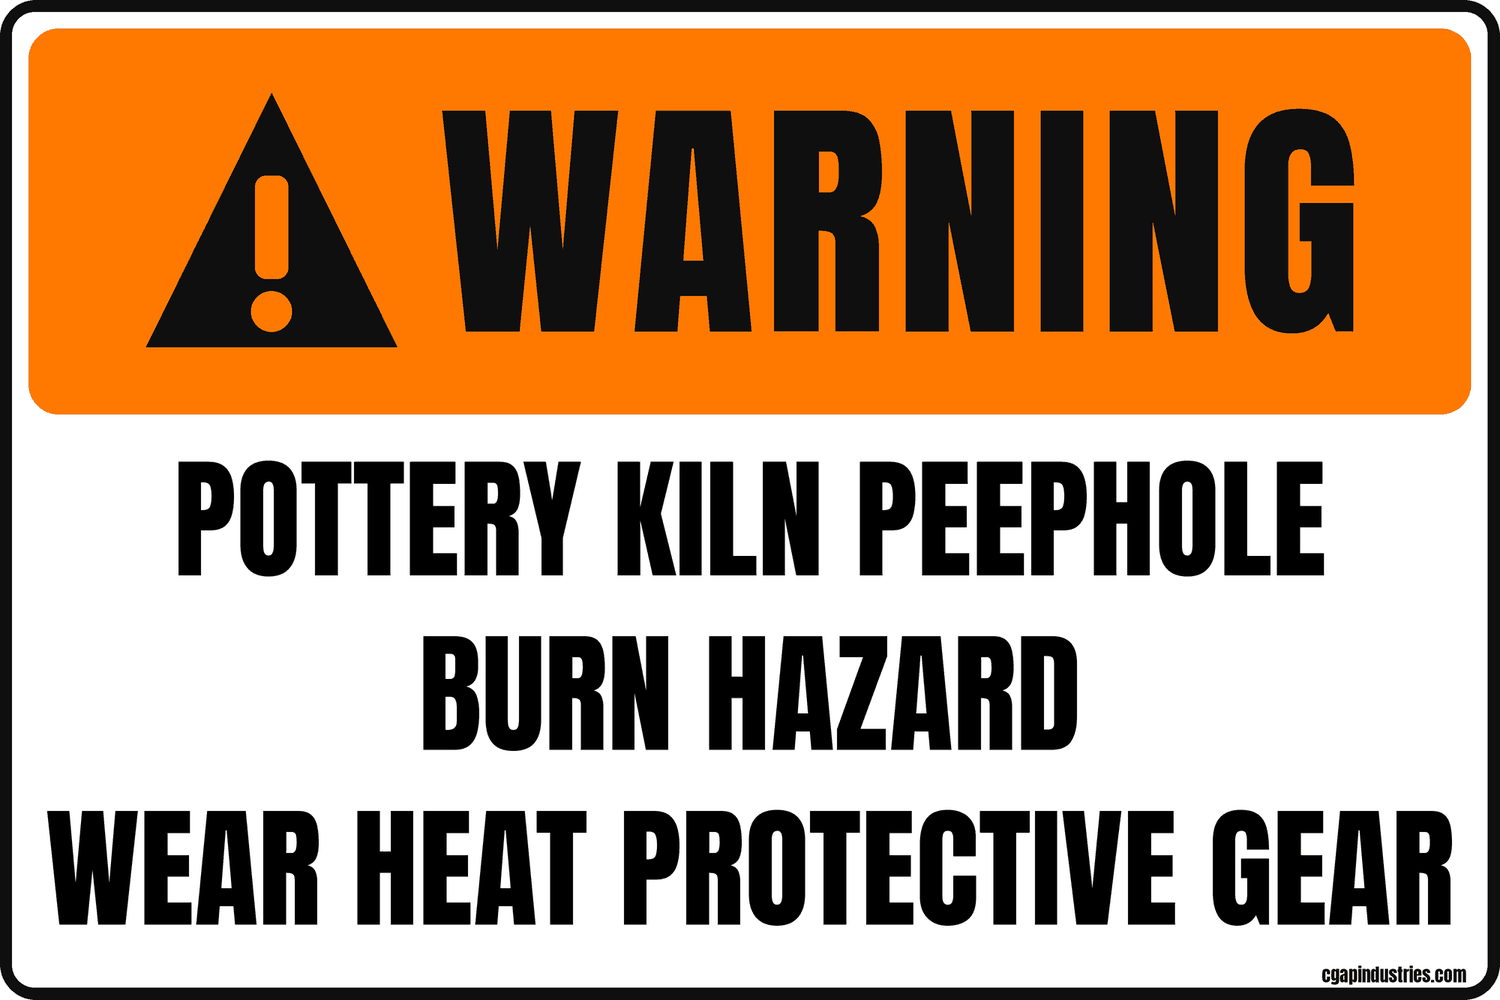 WARNING
POTTERY KILN PEEPHOLE
BURN HAZARD
WEAR HEAT PROTECTIVE GEAR
cgapindustries.com